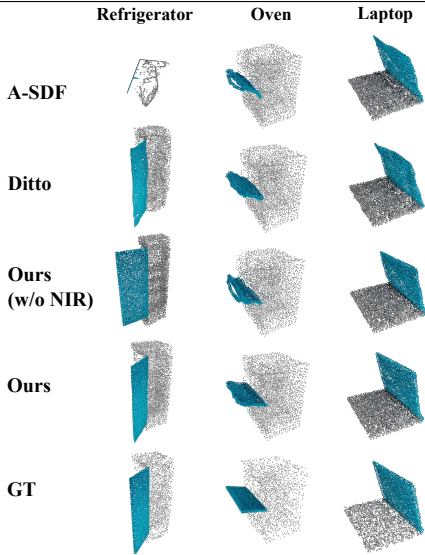 Refrigerator Oven Laptop
A-SDF
Ditto
Ours
(w/o NIR)
Ours
GT